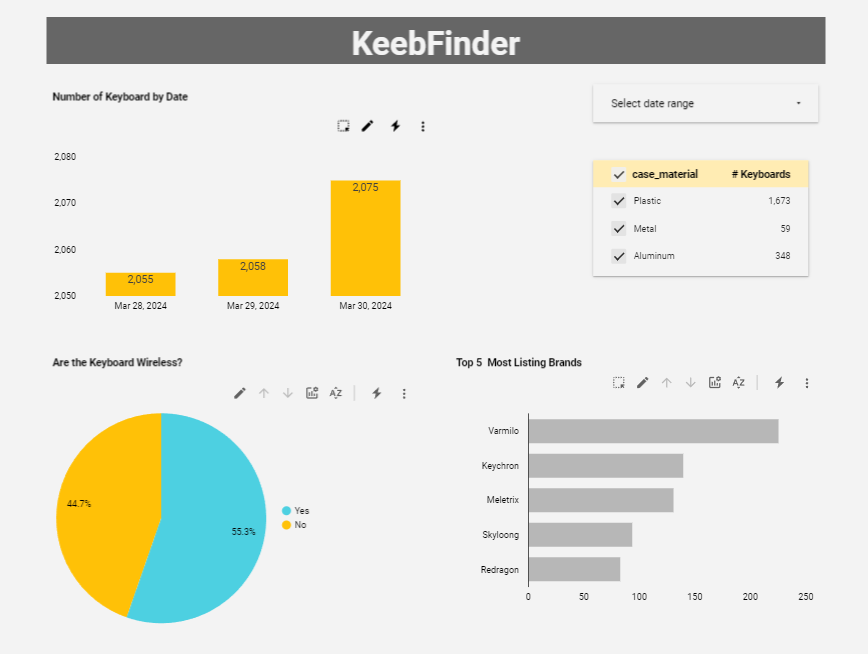 KeebFinder
Number of Keyboard by Date
Select date range
2,080
2,070
2,060
2,050
2,055
2,058
2,075
Mar 28, 2024
Mar 29, 2024
Mar 30, 2024
case_material # Keyboards
Plastic 1,673
Metal 59
Aluminum 348
Are the Keyboard Wireless?
AZ
44.7%
55.3%
Yes
No
Top 5 Most Listing Brands
AZ
Varmilo
Keychron
Meletrix
Skyloong
Redragon
0 50 100 150 200 250